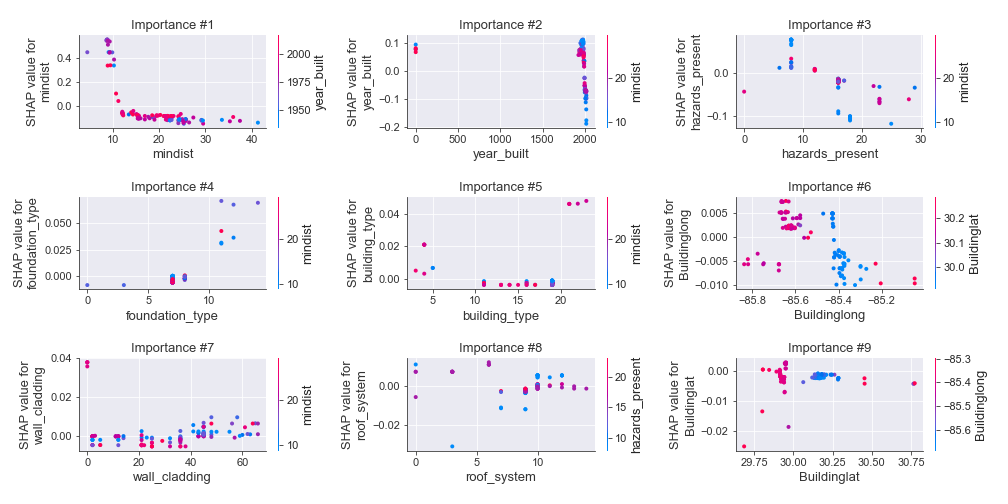 Importance #1
SHAP value for
mindist
0.4
0.2
0.0
10
20
30
40
mindist
2000
1975
1950
year_built
Importance #2
SHAP value for
year_built
0.1
0.0
−0.1
−0.2
0
500
1000
1500
2000
year_built
20
10
mindist
Importance #3
SHAP value for
hazards_present
0.0
−0.1
0
10
20
30
hazards_present
20
10
mindist
Importance #4
SHAP value for
foundation_type
0.050
0.025
0.000
0
5
10
foundation_type
20
10
mindist
Importance #5
SHAP value for
building_type
0.04
0.02
0.00
5
10
15
20
building_type
20
10
mindist
Importance #6
SHAP value for
Buildinglong
0.005
0.000
−0.005
−0.010
−85.8
−85.6
−85.4
−85.2
Buildinglong
30.2
30.1
30.0
Buildinglat
Importance #7
SHAP value for
wall_cladding
0.04
0.02
0.00
0
20
40
60
wall_cladding
20
10
mindist
Importance #8
SHAP value for
roof_system
0.00
−0.02
0
5
10
roof_system
20
15
10
hazards_present
Importance #9
SHAP value for
Buildinglat
0.00
−0.01
−0.02
29.75
30.00
30.25
30.50
30.75
Buildinglat
−85.3
−85.4
−85.5
−85.6
Buildinglong